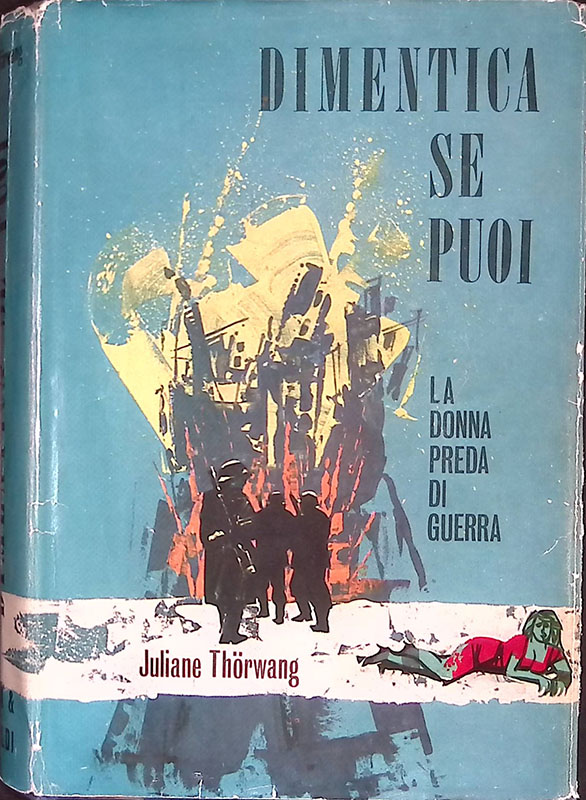 DIMENTICA
SE
PUOI
LA
DONNA
PREDA
DI
GUERRA
Juliane Thörwang
&